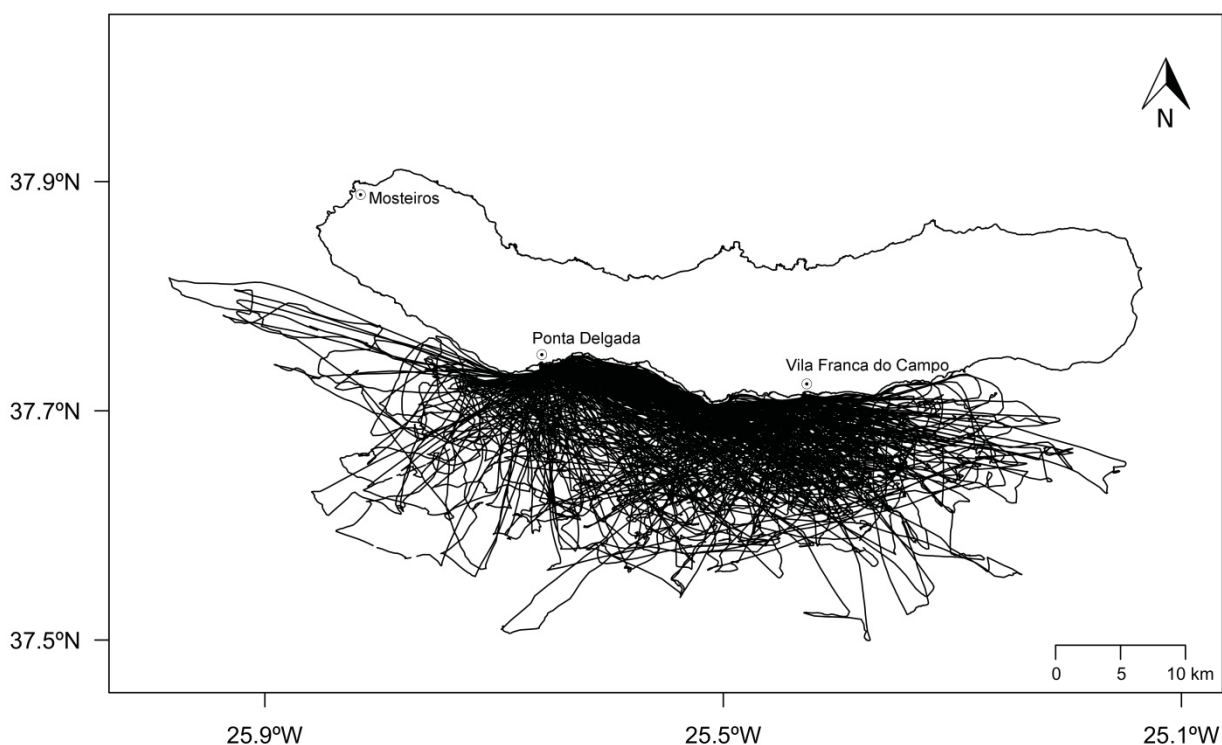 N
37.9ºN
Mosteiros
Ponta Delgada
Vila Franca do Campo
37.7ºN
37.5ºN
0 5 10 km
25.9ºW 25.5ºW 25.1ºW